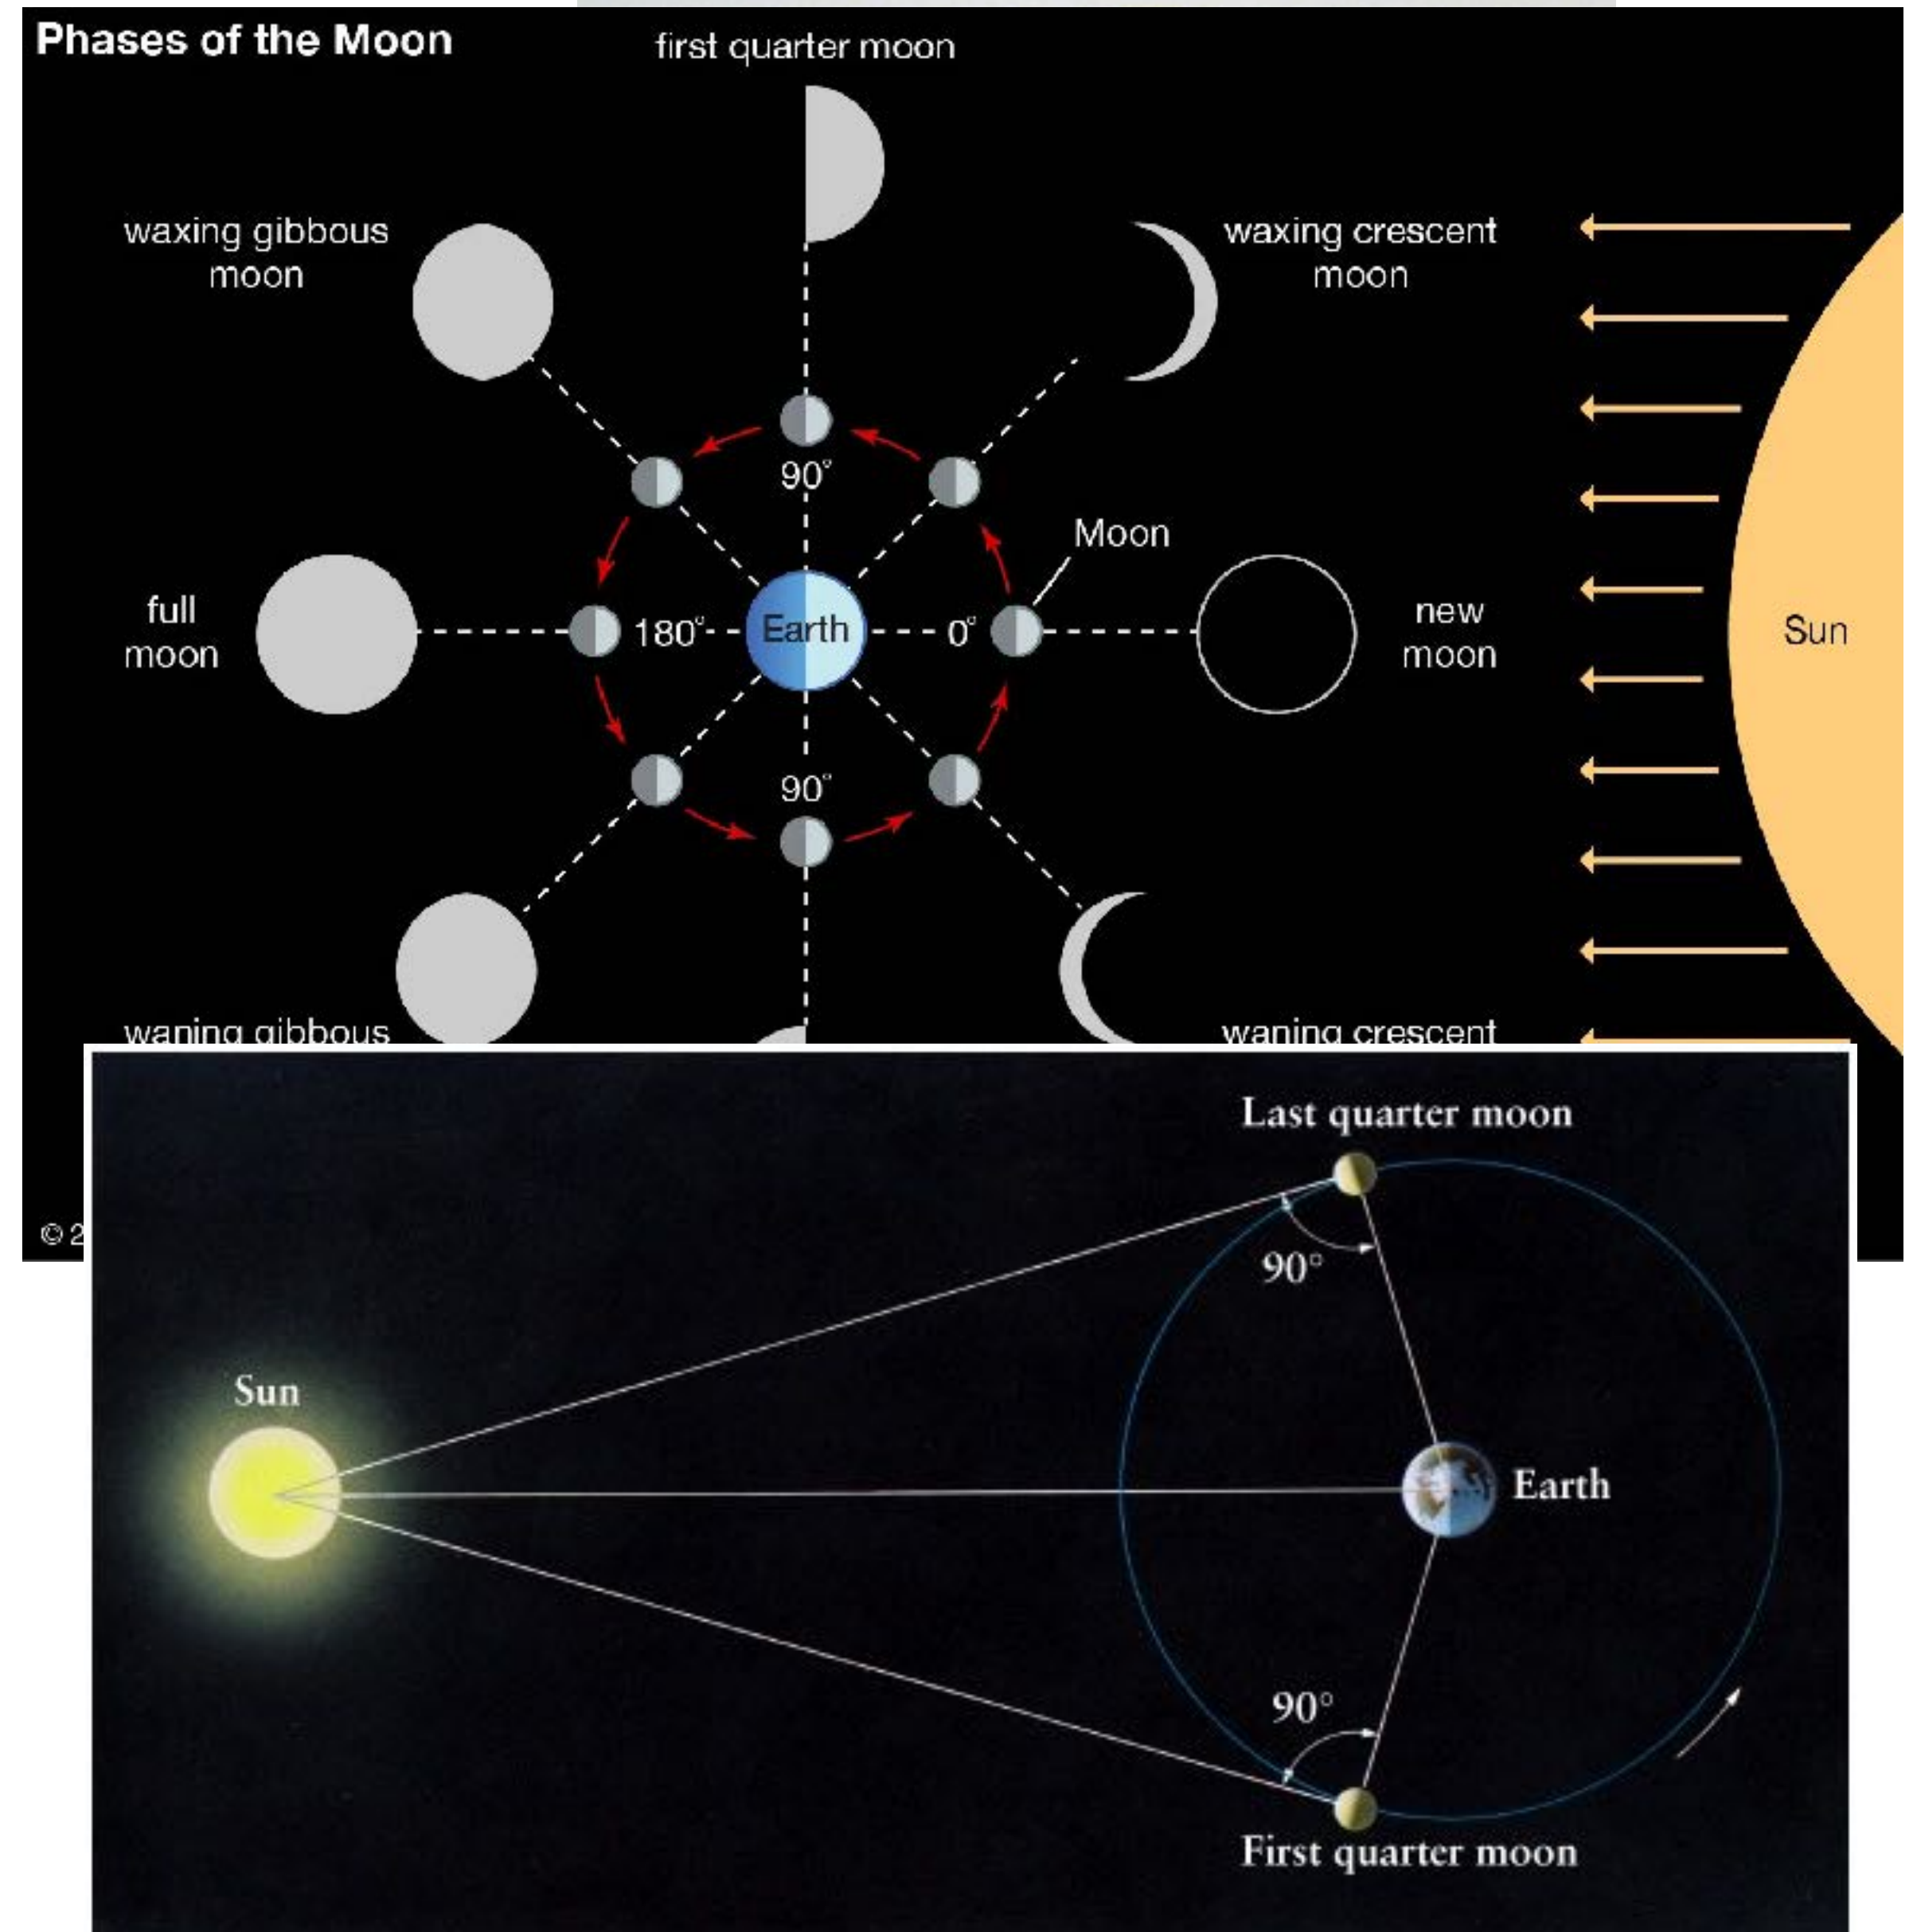 Phases of the Moon
first quarter moon
waxing gibbous
moon
waxing crescent
moon
90°
Moon
full
moon
180°
Earth
0°
new
moon
Sun
90°
waning gibbous
waning crescent
© 2
Last quarter moon
90°
Sun
Earth
90°
First quarter moon